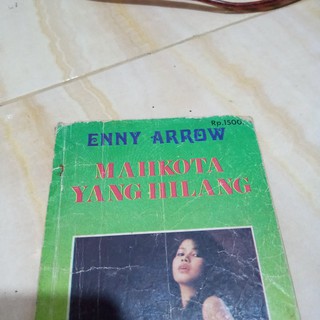 Rp.1500,-
ENNY ARROW
MAHKOTA
YANG HILANG